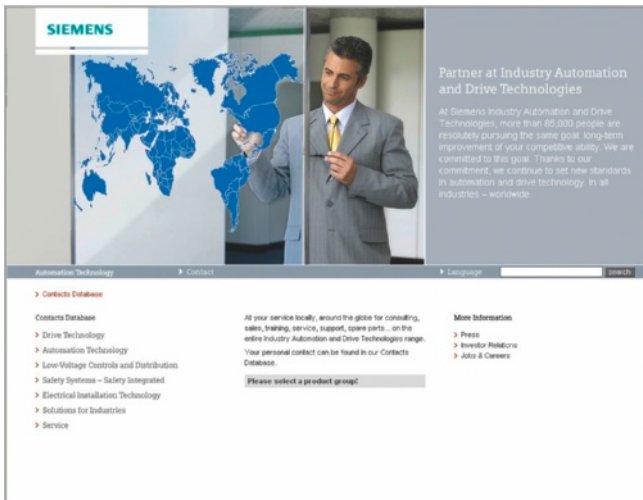 SIEMENS
Partner at Industry Automation
and Drive Technologies
At Siemens Industry Automation and Drive
Technologies, more than 85,000 people are
resolutely pursuing the same goal: long-term
improvement of your competitive ability. We are
committed to this goal. Thanks to our
commitment, we continue to set new standards
in automation and drive technology. In all
industries – worldwide.
Automation Technology
Contact
Language
search
Contacts Database
Contacts Database
Drive Technology
Automation Technology
Low-Voltage Controls and Distribution
Safety Systems – Safety Integrated
Electrical Installation Technology
Solutions for Industries
Service
At your service locally, around the globe for consulting,
sales, training, service, support, spare parts... on the
entire Industry Automation and Drive Technologies range.
Your personal contact can be found in our Contacts
Database.
Please select a product group!
More Information
Press
Investor Relations
Jobs & Careers